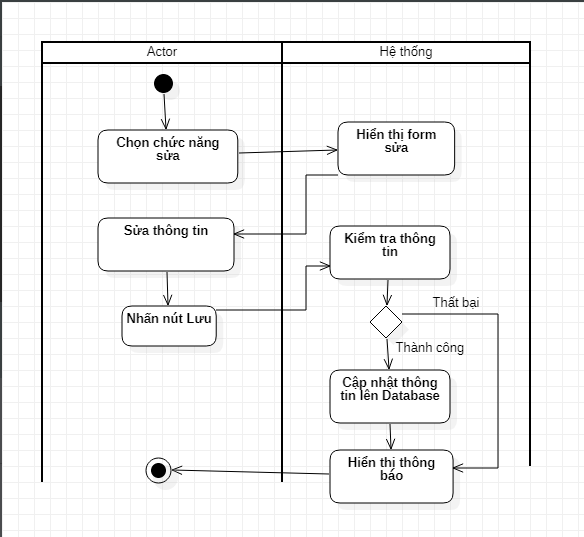 Actor
Hệ thống
Chọn chức năng
sửa
Hiển thị form
sửa
Sửa thông tin
Kiểm tra thông
tin
Nhấn nút Lưu
Thất bại
Thành công
Cập nhật thông
tin lên Database
Hiển thị thông
báo